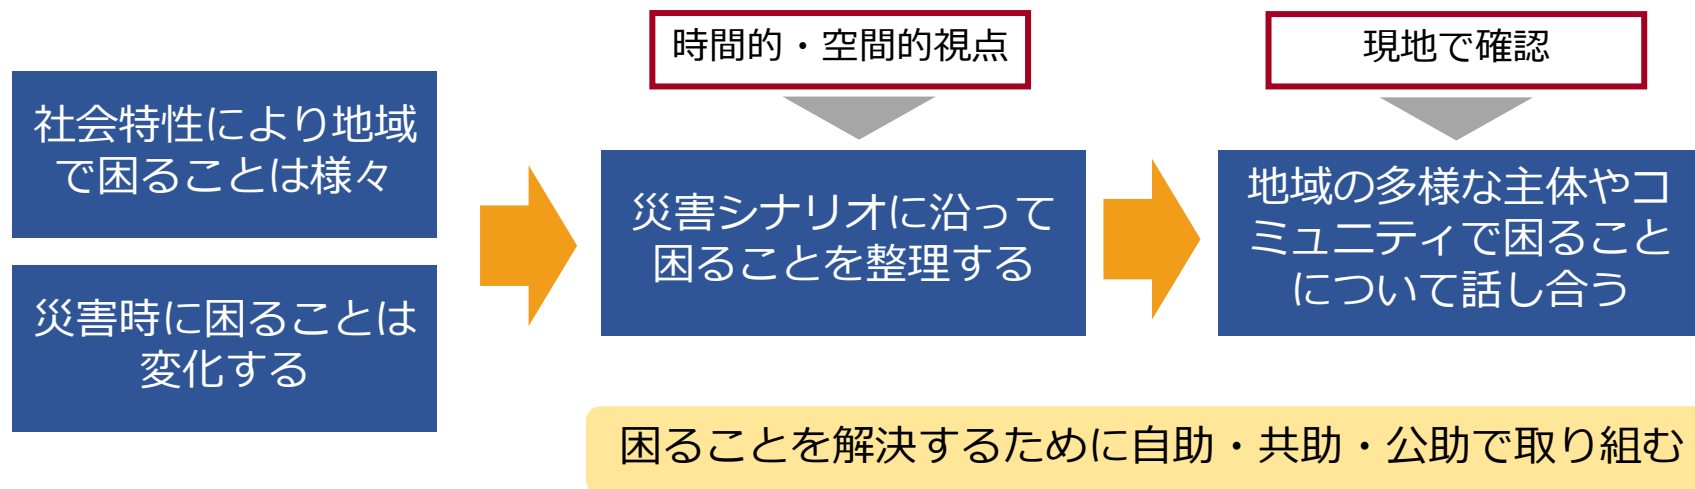 時間的・空間的視点
現地で確認
社会特性により地域
で困ることは様々
災害時に困ることは
変化する
災害シナリオに沿って
困ることを整理する
地域の多様な主体やコ
ミュニティで困ること
について話し合う
困ることを解決するために自助・共助・公助で取り組む